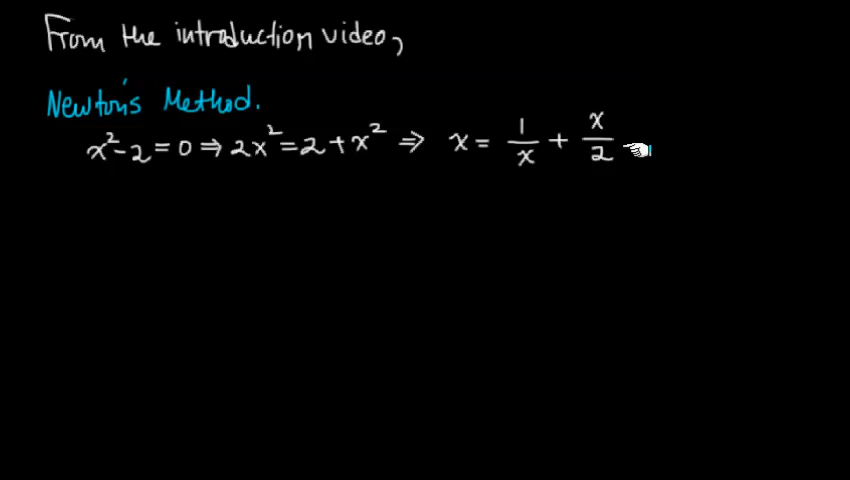 From the introduction video,
Newton's Method.
x² - 2 = 0 ⇒ 2x² = 2 + x² ⇒ x = 1/x + x/2